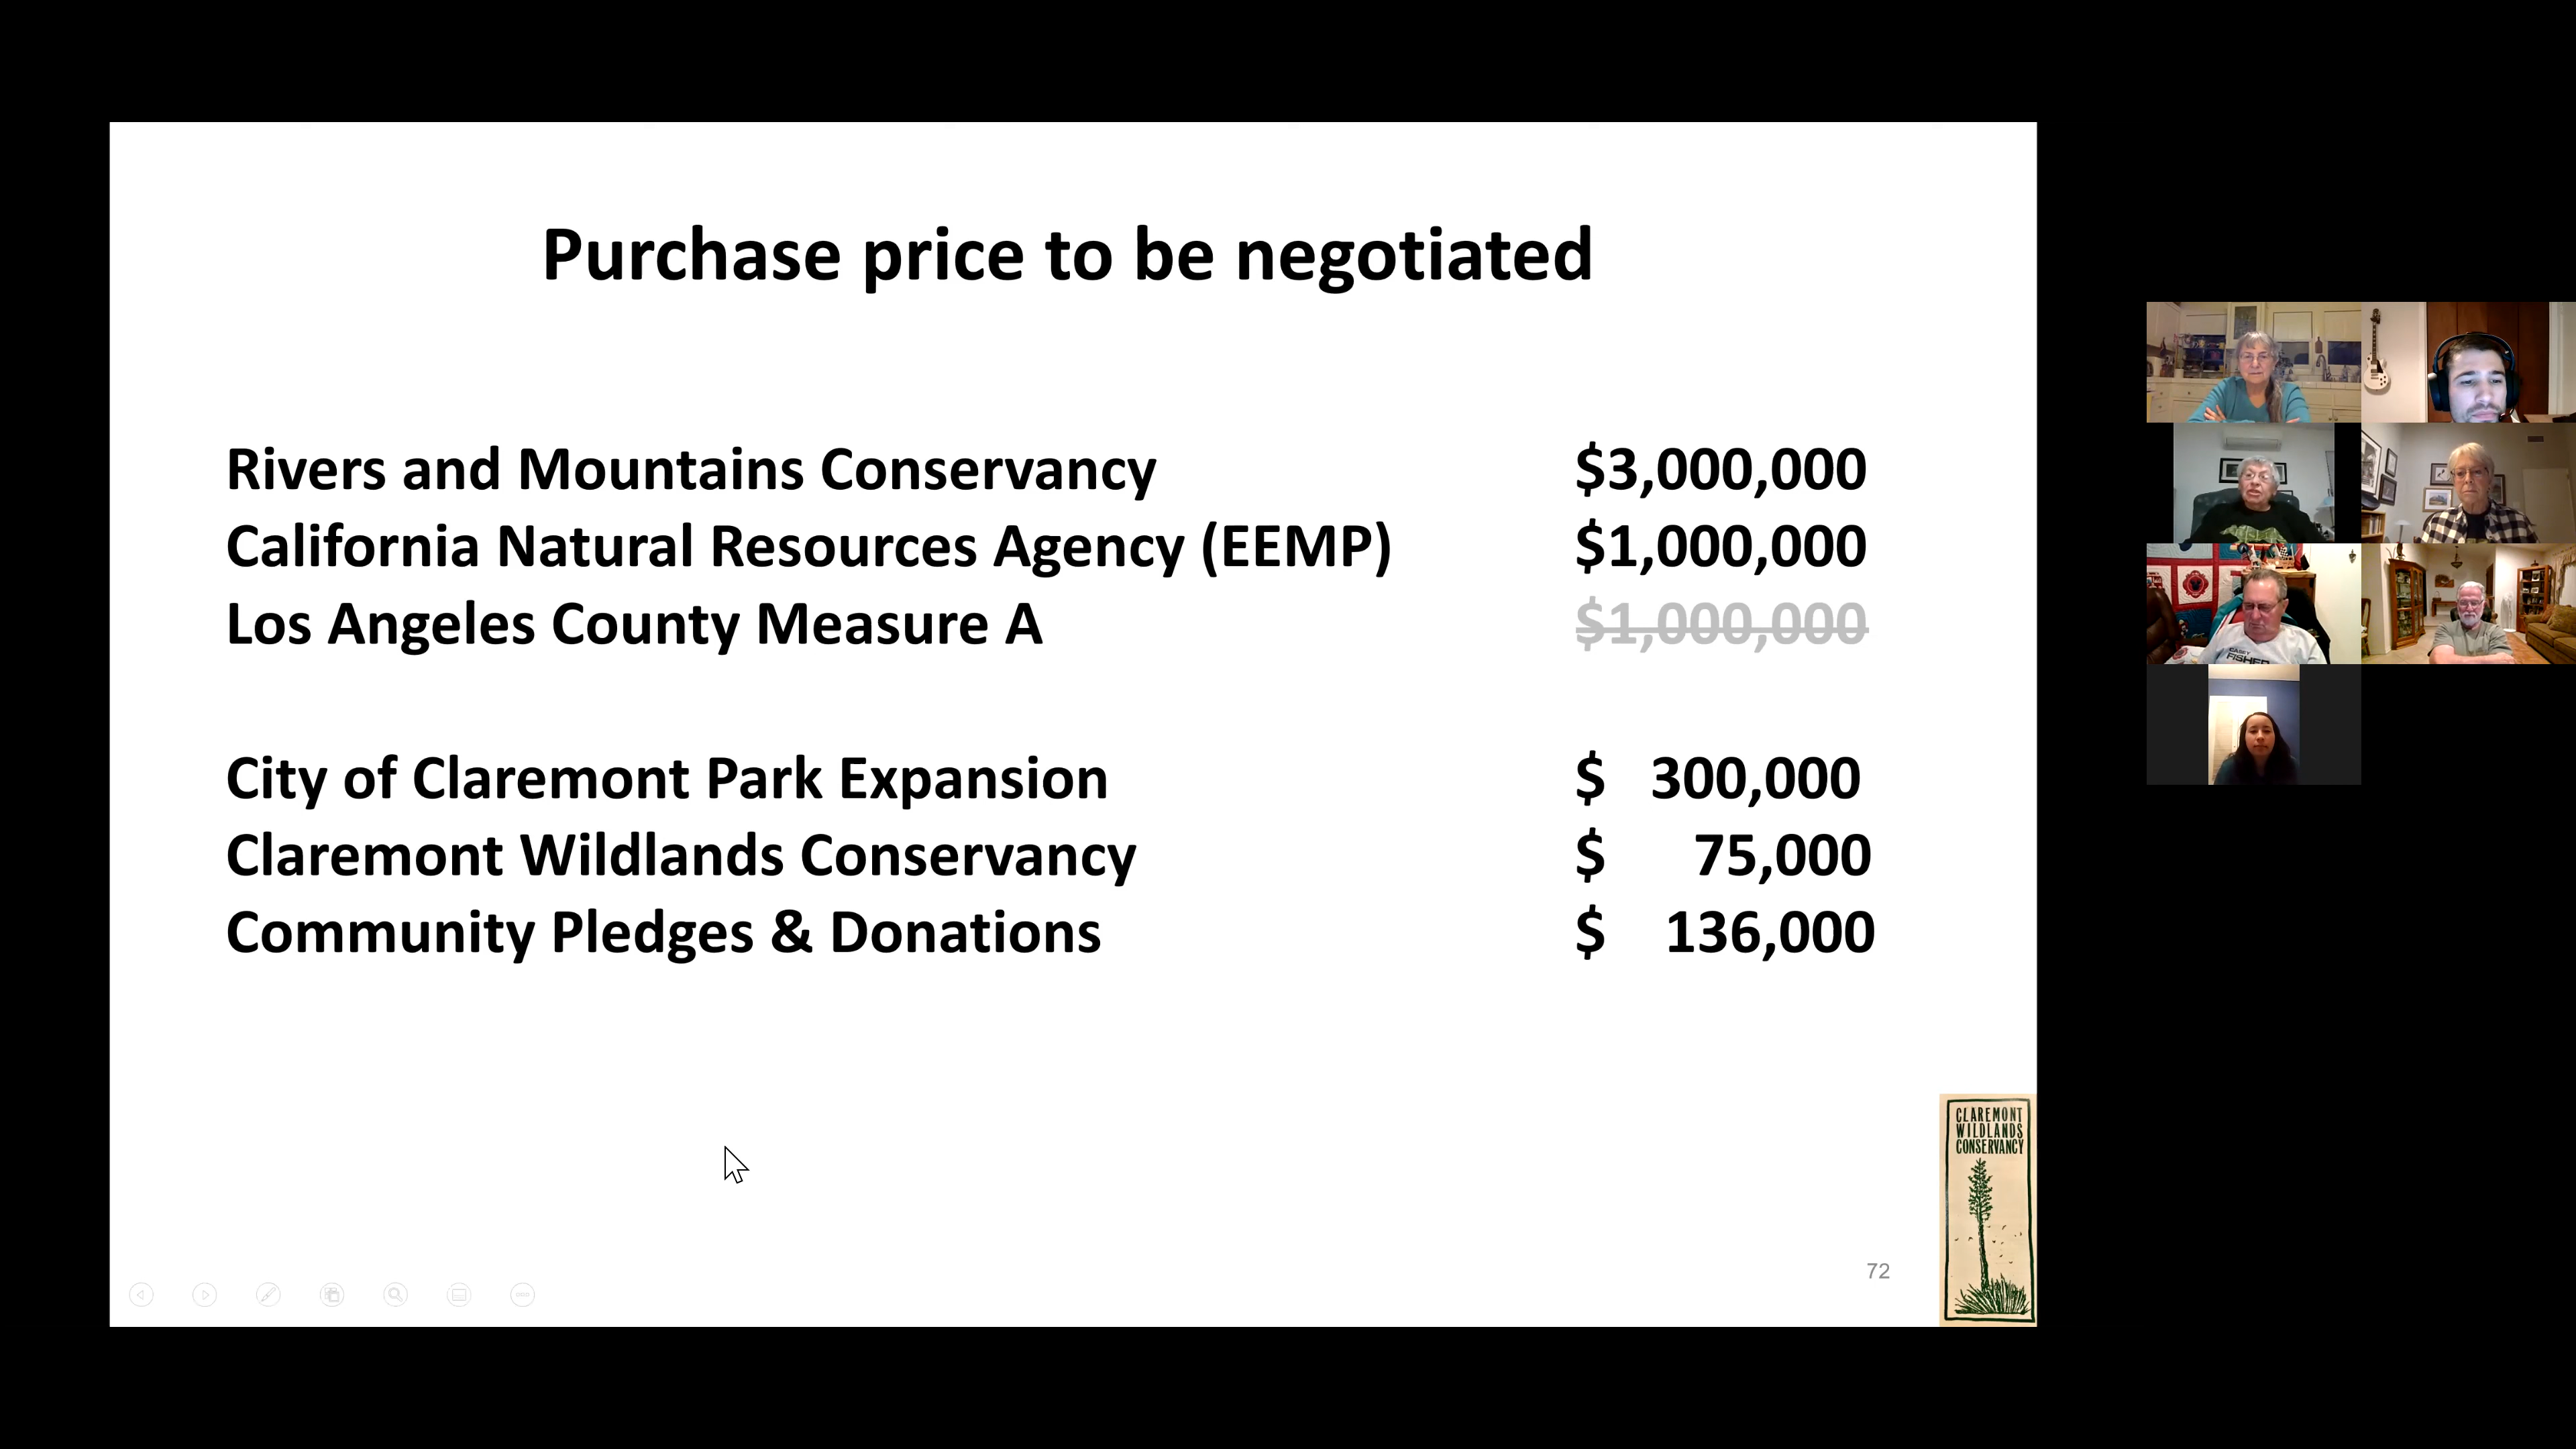 Purchase price to be negotiated
Rivers and Mountains Conservancy $3,000,000
California Natural Resources Agency (EEMP) $1,000,000
Los Angeles County Measure A $1,000,000
City of Claremont Park Expansion $ 300,000
Claremont Wildlands Conservancy $ 75,000
Community Pledges & Donations $ 136,000
CLAREMONT
WILDLANDS
CONSERVANCY
72
CASEY
FISHER